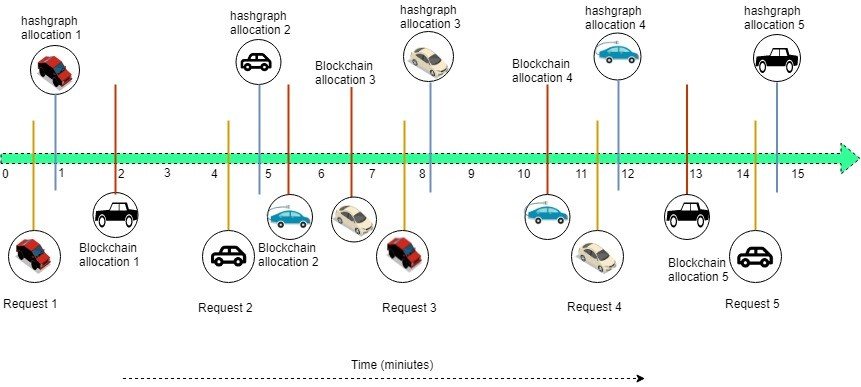 hashgraph
allocation 1
hashgraph
allocation 2
hashgraph
allocation 3
hashgraph
allocation 4
hashgraph
allocation 5
Blockchain
allocation 3
Blockchain
allocation 4
0 1 2 3 4 5 6 7 8 9 10 11 12 13 14 15
Blockchain
allocation 1
Blockchain
allocation 2
Blockchain
allocation 5
Request 1
Request 2
Request 3
Request 4
Request 5
Time (miniutes)